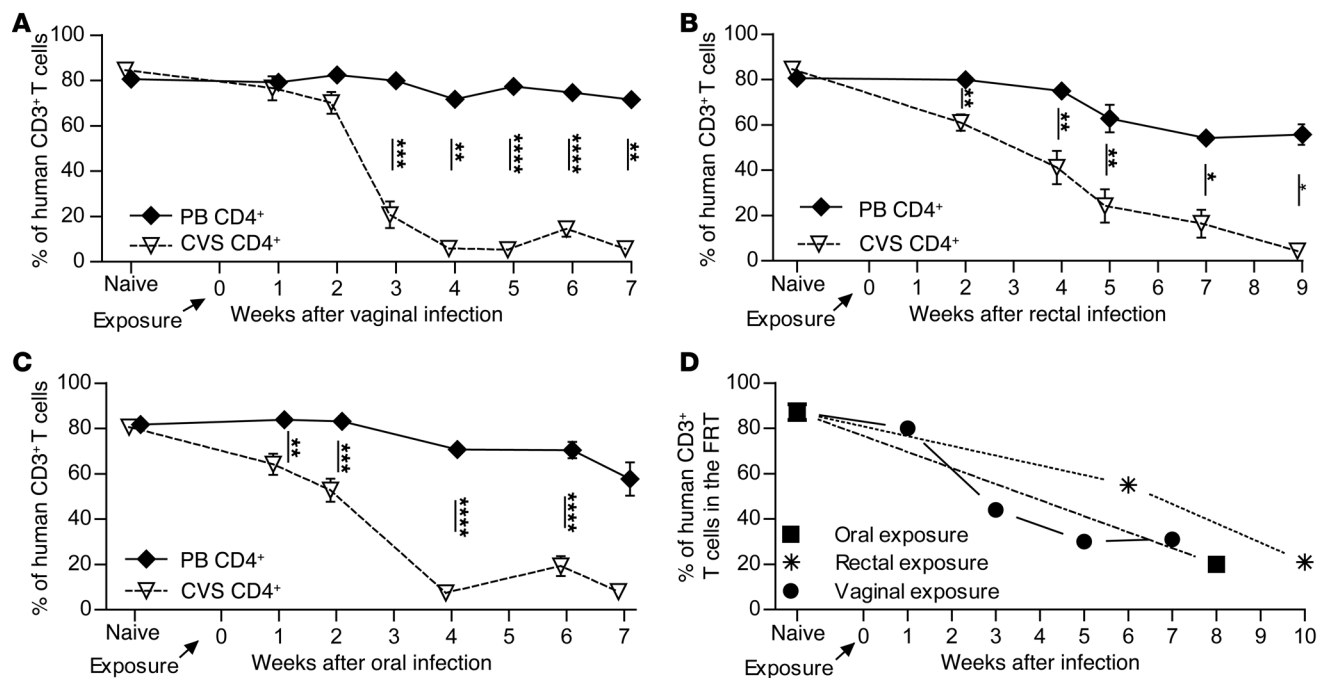 A
% of human CD3+ T cells
100
80
60
40
20
0
***
**
****
****
**
PB CD4+
CVS CD4+
Naive 0 1 2 3 4 5 6 7
Exposure
Weeks after vaginal infection
B
% of human CD3+ T cells
100
80
60
40
20
0
**
**
**
*
*
PB CD4+
CVS CD4+
Naive 0 1 2 3 4 5 6 7 8 9
Exposure
Weeks after rectal infection
C
% of human CD3+ T cells
100
80
60
40
20
0
**
***
****
****
PB CD4+
CVS CD4+
Naive 0 1 2 3 4 5 6 7
Exposure
Weeks after oral infection
D
% of human CD3+
T cells in the FRT
100
80
60
40
20
0
Oral exposure
Rectal exposure
Vaginal exposure
Naive 0 1 2 3 4 5 6 7 8 9 10
Exposure
Weeks after infection